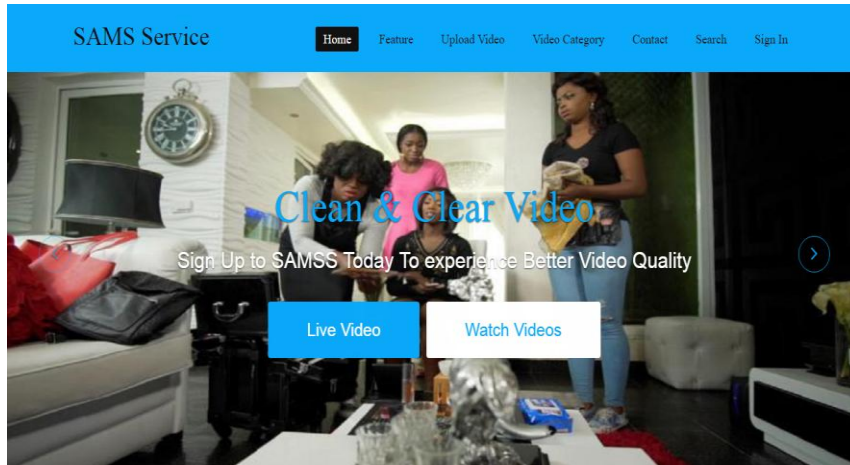 SAMS Service
Home Feature Upload Video Video Category Contact Search Sign In
Clean & Clear Video
Sign Up to SAMSS Today To experience Better Video Quality
Live Video Watch Videos